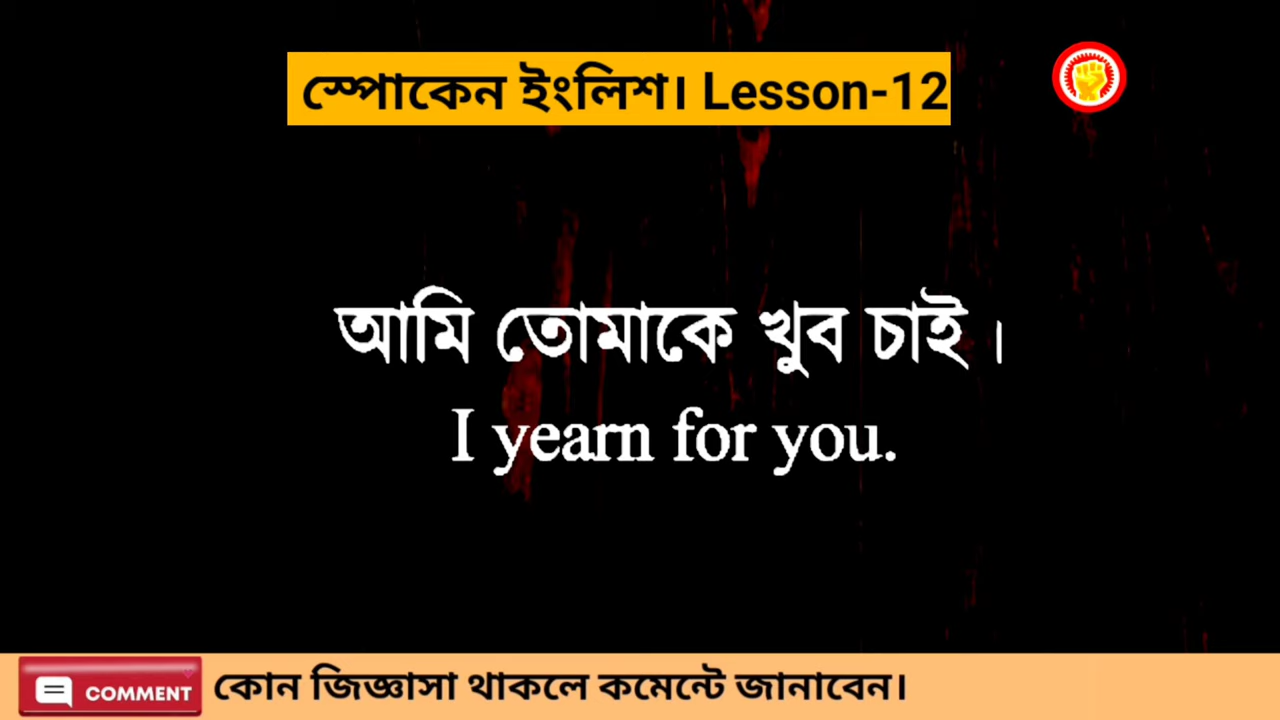 স্পোকেন ইংলিশ। Lesson-12
আমি তোমাকে খুব চাই।
I yearn for you.
COMMENT কোন জিজ্ঞাসা থাকলে কমেন্টে জানাবেন।